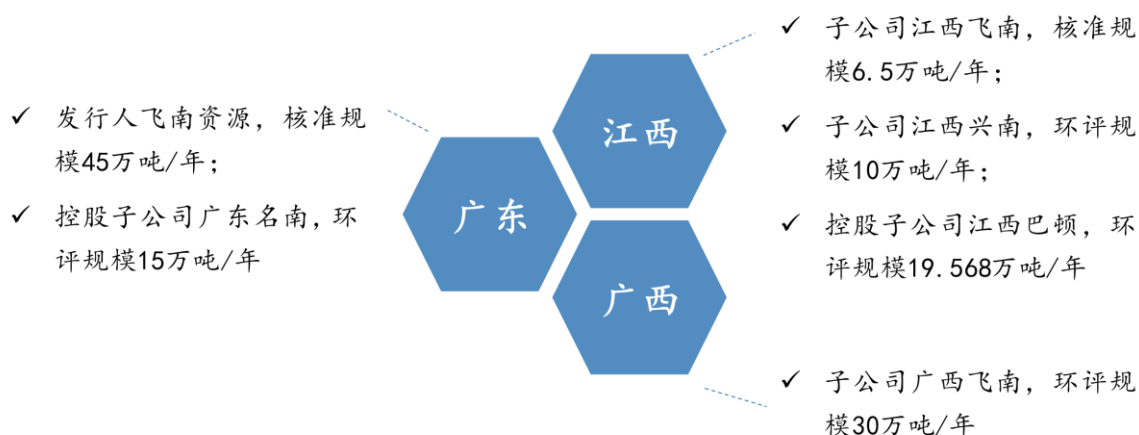 ✓ 发行人飞南资源，核准规
模45万吨/年；
✓ 控股子公司广东名南，环
评规模15万吨/年
广东
江西
广西
✓ 子公司江西飞南，核准规
模6.5万吨/年；
✓ 子公司江西兴南，环评规
模10万吨/年；
✓ 控股子公司江西巴顿，环
评规模19.568万吨/年
✓ 子公司广西飞南，环评规
模30万吨/年